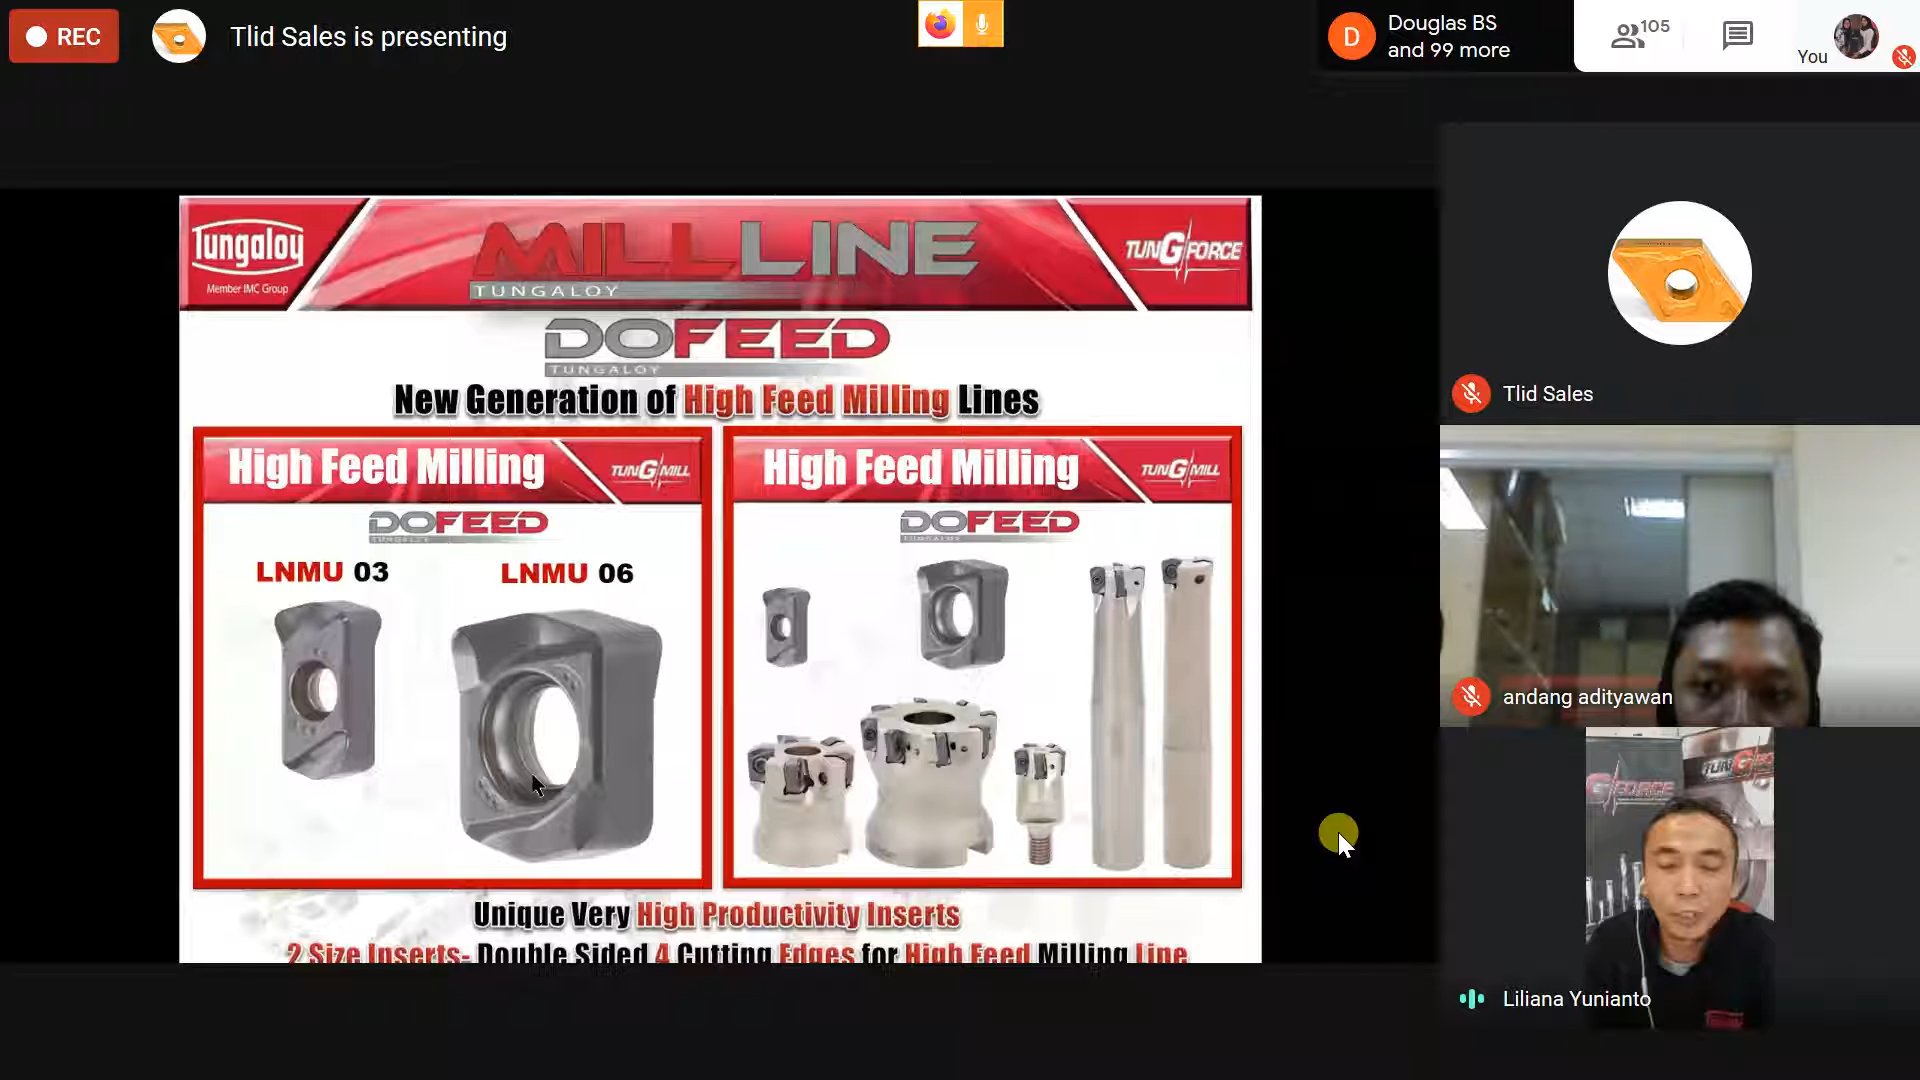 REC
Tlid Sales is presenting
D
Douglas BS
and 99 more
105
You
Tungaloy
Member IMC Group
MILLLINE
TUNGALOY
TUNGFORCE
DOFEED
TUNGALOY
New Generation of High Feed Milling Lines
High Feed Milling
TUNGMILL
DOFEED
TUNGALOY
LNMU 03
LNMU 06
High Feed Milling
TUNGMILL
DOFEED
TUNGALOY
Unique Very High Productivity Inserts
2 Size Inserts- Double Sided 4 Cutting Edges for High Feed Milling Line
Tlid Sales
andang adityawan
GFORCE
Liliana Yunianto